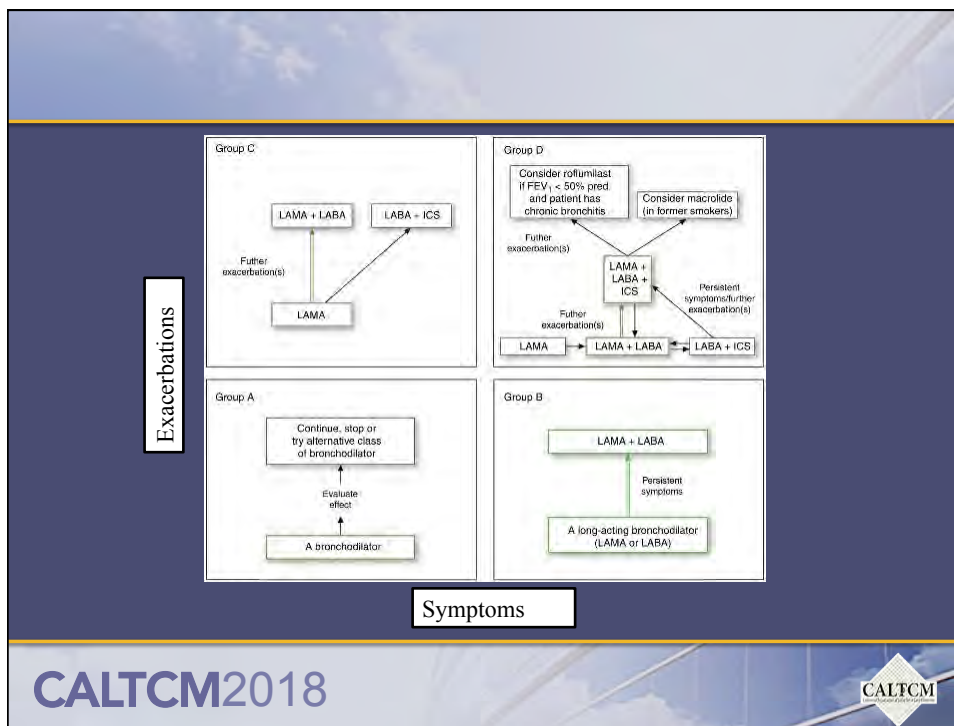 Group C
LAMA + LABA
LABA + ICS
Futher
exacerbation(s)
LAMA
Group D
Consider roflumilast
if FEV₁ < 50% pred
and patient has
chronic bronchitis
Consider macrolide
(in former smokers)
Futher
exacerbation(s)
LAMA +
LABA +
ICS
Persistent
symptoms/further
exacerbation(s)
Futher
exacerbation(s)
LAMA
LAMA + LABA
LABA + ICS
Exacerbations
Group A
Continue, stop or
try alternative class
of bronchodilator
Evaluate
effect
A bronchodilator
Group B
LAMA + LABA
Persistent
symptoms
A long-acting bronchodilator
(LAMA or LABA)
Symptoms
CALTCM2018
CALTCM